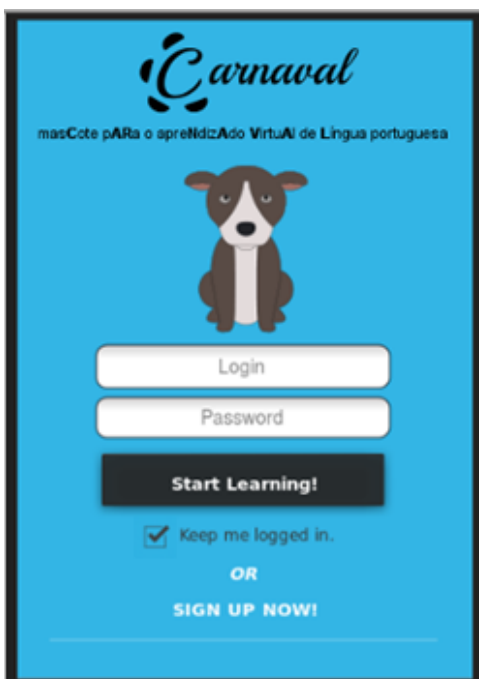 Carnaval
masCote pARa o apreNdizAdo VirtuAl de Língua portuguesa
Login
Password
Start Learning!
Keep me logged in.
OR
SIGN UP NOW!